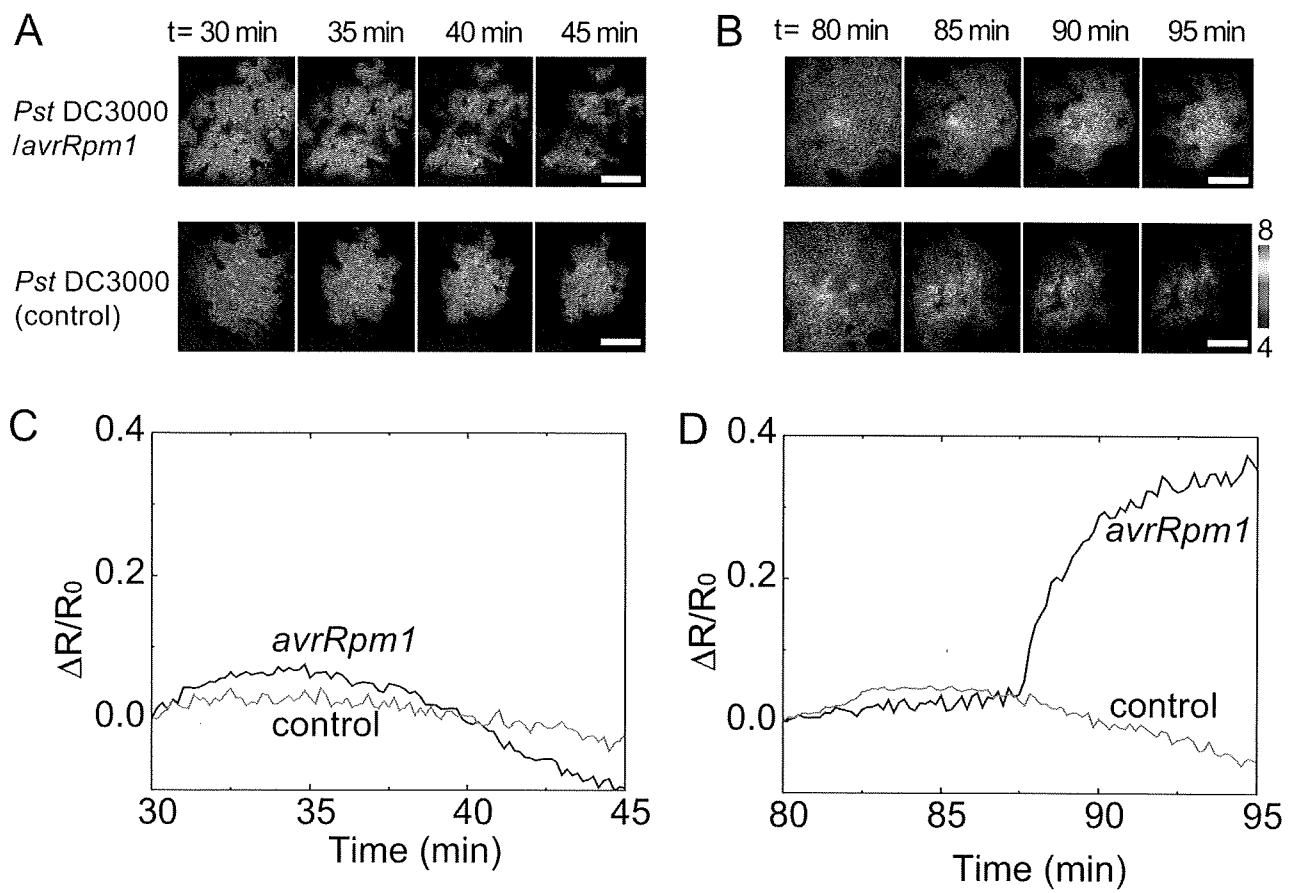 A
t= 30 min 35 min 40 min 45 min
Pst DC3000
/avrRpm1
Pst DC3000
(control)
B
t= 80 min 85 min 90 min 95 min
8
4
C
0.4
0.2
0.0
ΔR/R0
avrRpm1
control
30 35 40 45
Time (min)
D
0.4
0.2
0.0
ΔR/R0
avrRpm1
control
80 85 90 95
Time (min)